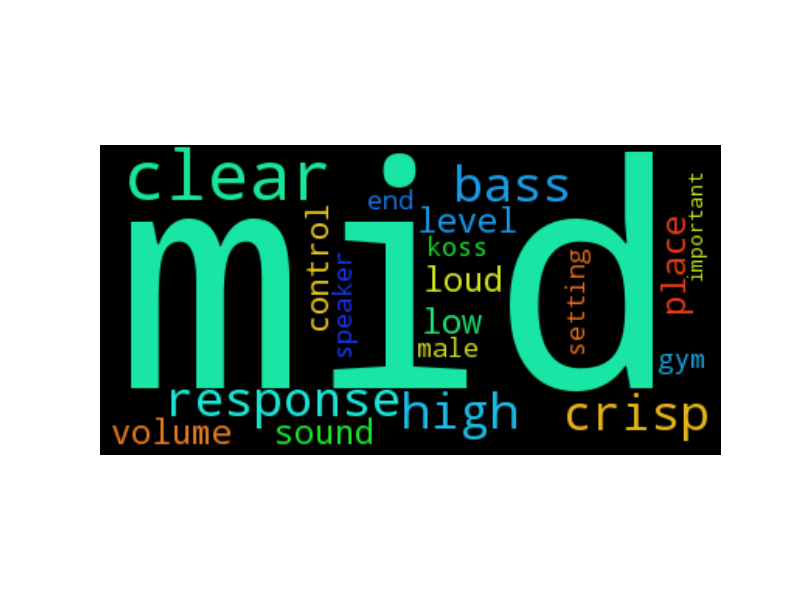 clear
bass
end
level
important
mid
control
speaker
koss
loud
low
male
setting
place
gym
response
high
crisp
volume
sound